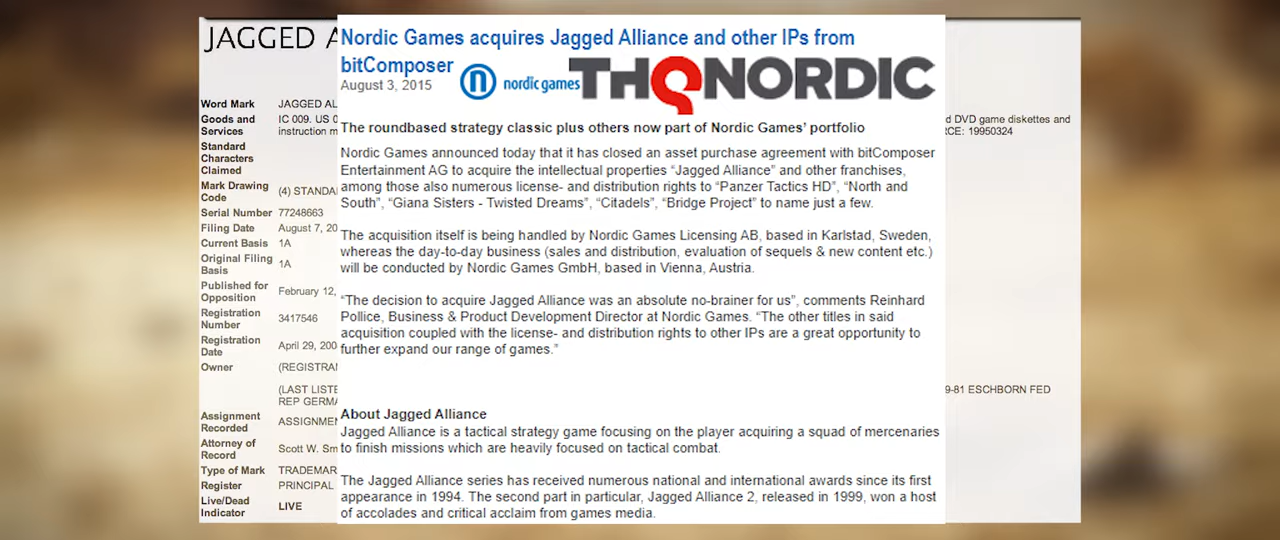 JAGGED A
Word Mark JAGGED AL
Goods and Services IC 009. US 0
instruction m
d DVD game diskettes and
CE: 19950324
Standard
Characters
Claimed
Mark Drawing
Code (4) STANDA
Serial Number 77248663
Filing Date August 7, 20
Current Basis 1A
Original Filing
Basis 1A
Published for
Opposition February 12,
Registration
Number 3417546
Registration
Date April 29, 200
Owner (REGISTRA
(LAST LISTE
REP GERMA
9-81 ESCHBORN FED
Assignment
Recorded ASSIGNMEN
Attorney of
Record Scott W. Sm
Type of Mark TRADEMAR
Register PRINCIPAL
Live/Dead
Indicator LIVE
Nordic Games acquires Jagged Alliance and other IPs from
bitComposer
nordic games
THQNORDIC
August 3, 2015
The roundbased strategy classic plus others now part of Nordic Games’ portfolio
Nordic Games announced today that it has closed an asset purchase agreement with bitComposer
Entertainment AG to acquire the intellectual properties “Jagged Alliance” and other franchises,
among those also numerous license- and distribution rights to “Panzer Tactics HD”, “North and
South”, “Giana Sisters - Twisted Dreams”, “Citadels”, “Bridge Project” to name just a few.
The acquisition itself is being handled by Nordic Games Licensing AB, based in Karlstad, Sweden,
whereas the day-to-day business (sales and distribution, evaluation of sequels & new content etc.)
will be conducted by Nordic Games GmbH, based in Vienna, Austria.
“The decision to acquire Jagged Alliance was an absolute no-brainer for us”, comments Reinhard
Pollice, Business & Product Development Director at Nordic Games. “The other titles in said
acquisition coupled with the license- and distribution rights to other IPs are a great opportunity to
further expand our range of games.”
About Jagged Alliance
Jagged Alliance is a tactical strategy game focusing on the player acquiring a squad of mercenaries
to finish missions which are heavily focused on tactical combat.
The Jagged Alliance series has received numerous national and international awards since its first
appearance in 1994. The second part in particular, Jagged Alliance 2, released in 1999, won a host
of accolades and critical acclaim from games media.